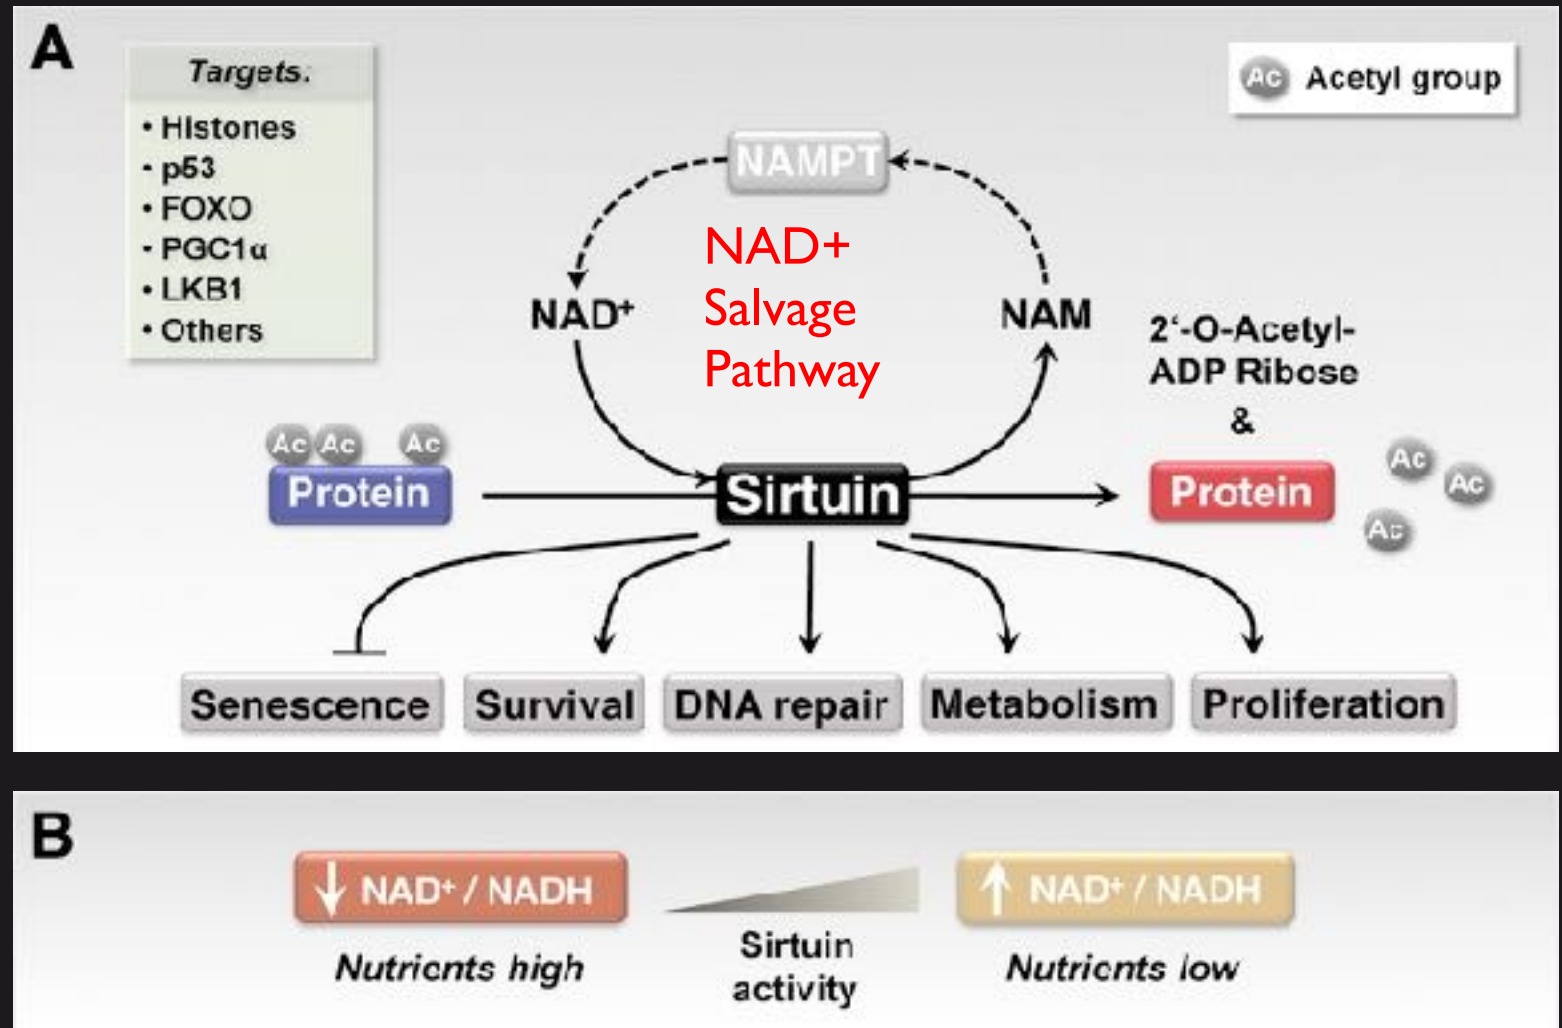 A
Targets:
• Histones
• p53
• FOXO
• PGC1α
• LKB1
• Others
Ac Acetyl group
NAMPT
NAD+
Salvage
Pathway
NAD⁺
NAM
2‘-O-Acetyl-
ADP Ribose
&
Ac Ac Ac
Protein
Sirtuin
Protein
Ac
Ac
Ac
Senescence
Survival
DNA repair
Metabolism
Proliferation
B
↓ NAD⁺ / NADH
Nutrients high
Sirtuin
activity
↑ NAD⁺ / NADH
Nutrients low